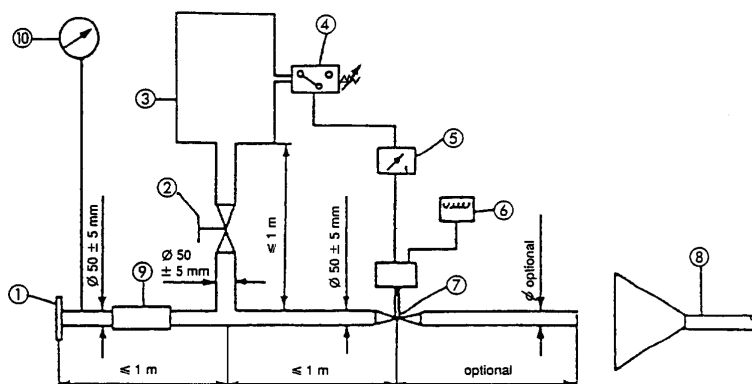 ⑩
④
③
⑤
②
⑥
Ø 50 ± 5 mm
Ø 50
± 5 mm
⩽ 1 m
Ø 50 ± 5 mm
Ø optional
①
⑨
⑦
⑧
⩽ 1 m
⩽ 1 m
optional